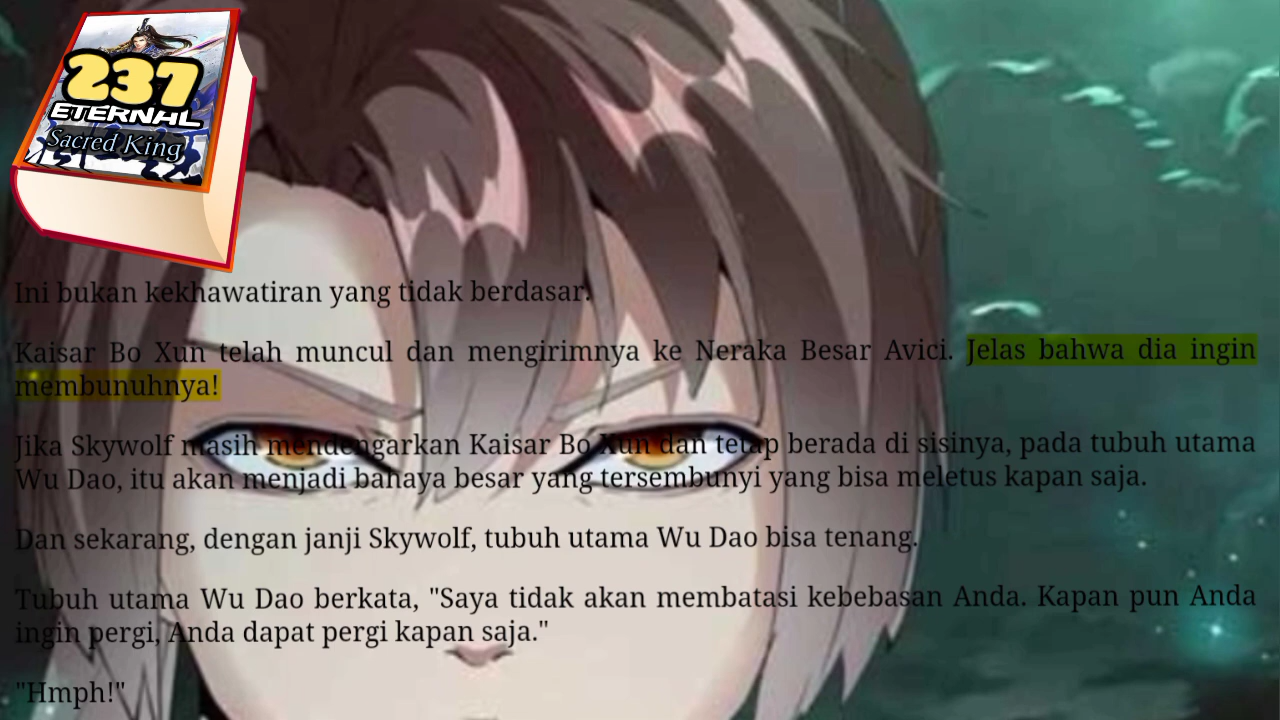 237
ETERNAL
Sacred King
Ini bukan kekhawatiran yang tidak berdasar.
Kaisar Bo Xun telah muncul dan mengirimnya ke Neraka Besar Avici. Jelas bahwa dia ingin
membunuhnya!
Jika Skywolf masih mendengarkan Kaisar Bo Xun dan tetap berada di sisinya, pada tubuh utama
Wu Dao, itu akan menjadi bahaya besar yang tersembunyi yang bisa meletus kapan saja.
Dan sekarang, dengan janji Skywolf, tubuh utama Wu Dao bisa tenang.
Tubuh utama Wu Dao berkata, "Saya tidak akan membatasi kebebasan Anda. Kapan pun Anda
ingin pergi, Anda dapat pergi kapan saja."
"Hmph!"